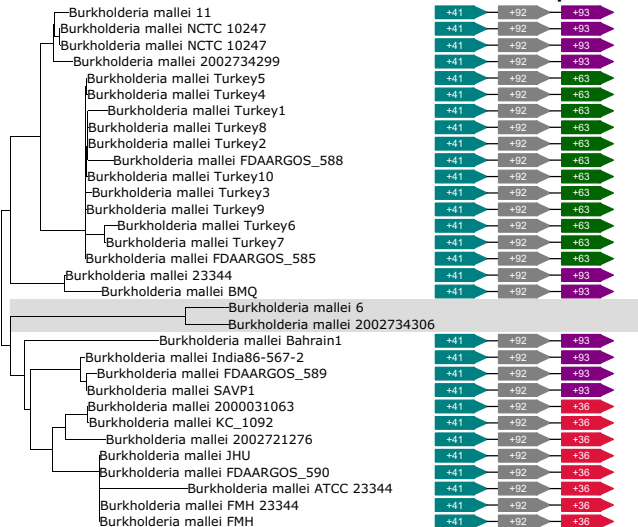 Burkholderia mallei 11 +41 +92 +93
Burkholderia mallei NCTC 10247 +41 +92 +93
Burkholderia mallei NCTC 10247 +41 +92 +93
Burkholderia mallei 2002734299 +41 +92 +93
Burkholderia mallei Turkey5 +41 +92 +63
Burkholderia mallei Turkey4 +41 +92 +63
Burkholderia mallei Turkey1 +41 +92 +63
Burkholderia mallei Turkey8 +41 +92 +63
Burkholderia mallei Turkey2 +41 +92 +63
Burkholderia mallei FDAARGOS_588 +41 +92 +63
Burkholderia mallei Turkey10 +41 +92 +63
Burkholderia mallei Turkey3 +41 +92 +63
Burkholderia mallei Turkey9 +41 +92 +63
Burkholderia mallei Turkey6 +41 +92 +63
Burkholderia mallei Turkey7 +41 +92 +63
Burkholderia mallei FDAARGOS_585 +41 +92 +63
Burkholderia mallei 23344 +41 +92 +93
Burkholderia mallei BMQ +41 +92 +93
Burkholderia mallei 6
Burkholderia mallei 2002734306
Burkholderia mallei Bahrain1 +41 +92 +93
Burkholderia mallei India86-567-2 +41 +92 +93
Burkholderia mallei FDAARGOS_589 +41 +92 +93
Burkholderia mallei SAVP1 +41 +92 +93
Burkholderia mallei 2000031063 +41 +92 +36
Burkholderia mallei KC_1092 +41 +92 +36
Burkholderia mallei 2002721276 +41 +92 +36
Burkholderia mallei JHU +41 +92 +36
Burkholderia mallei FDAARGOS_590 +41 +92 +36
Burkholderia mallei ATCC 23344 +41 +92 +36
Burkholderia mallei FMH 23344 +41 +92 +36
Burkholderia mallei FMH +41 +92 +36